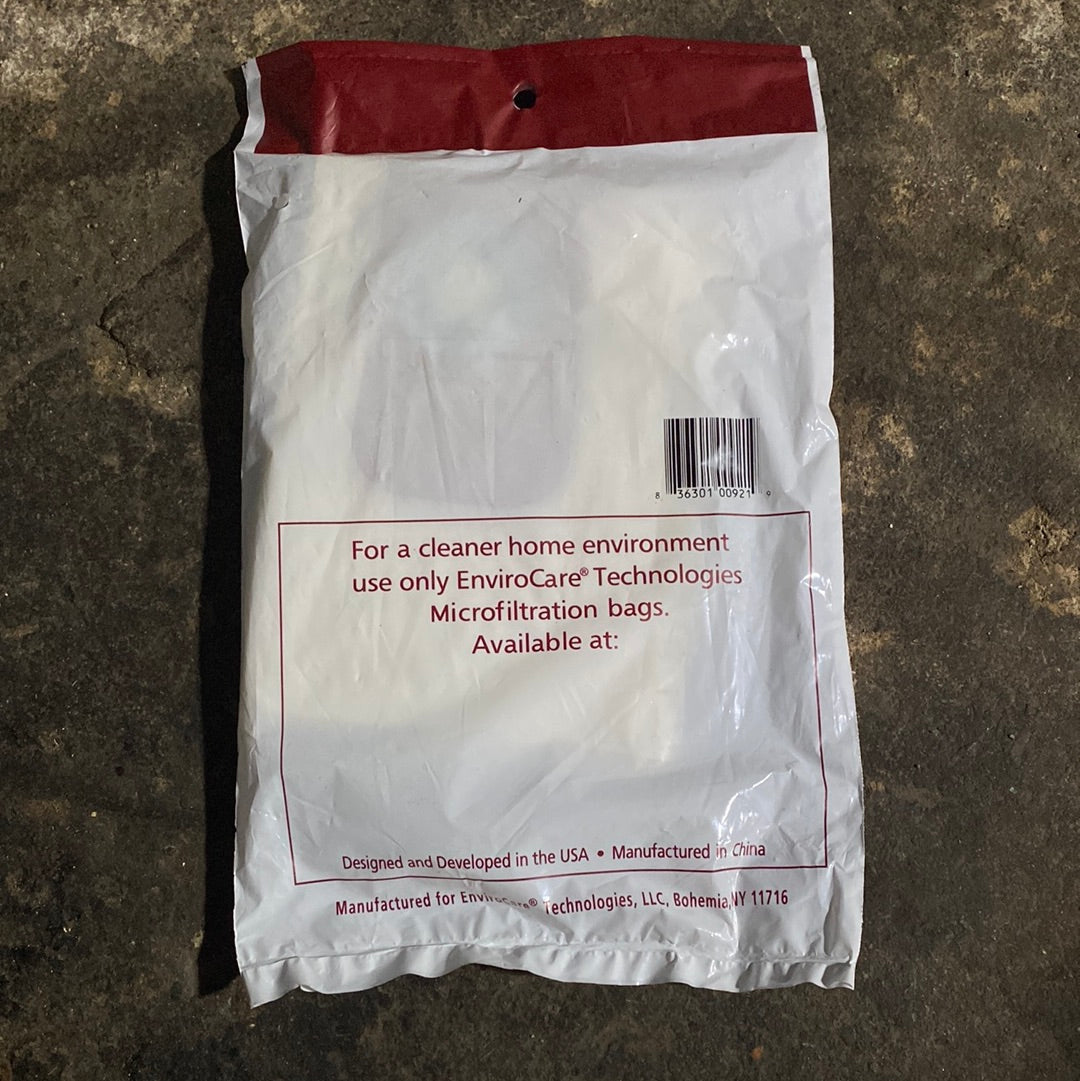 8 36301 00921 9
For a cleaner home environment
use only EnviroCare® Technologies
Microfiltration bags.
Available at:
Designed and Developed in the USA • Manufactured in China
Manufactured for EnviroCare® Technologies, LLC, Bohemia, NY 11716